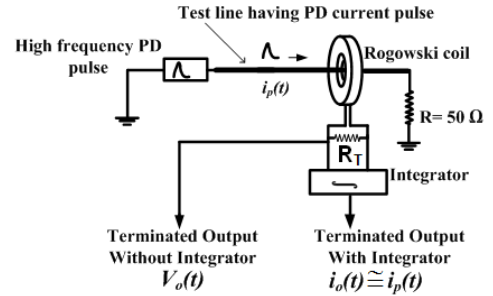 Test line having PD current pulse
High frequency PD
pulse
Rogowski coil
i_p(t)
R= 50 Ω
R_T
Integrator
Terminated Output
Without Integrator
V_o(t)
Terminated Output
With Integrator
i_o(t)≅i_p(t)